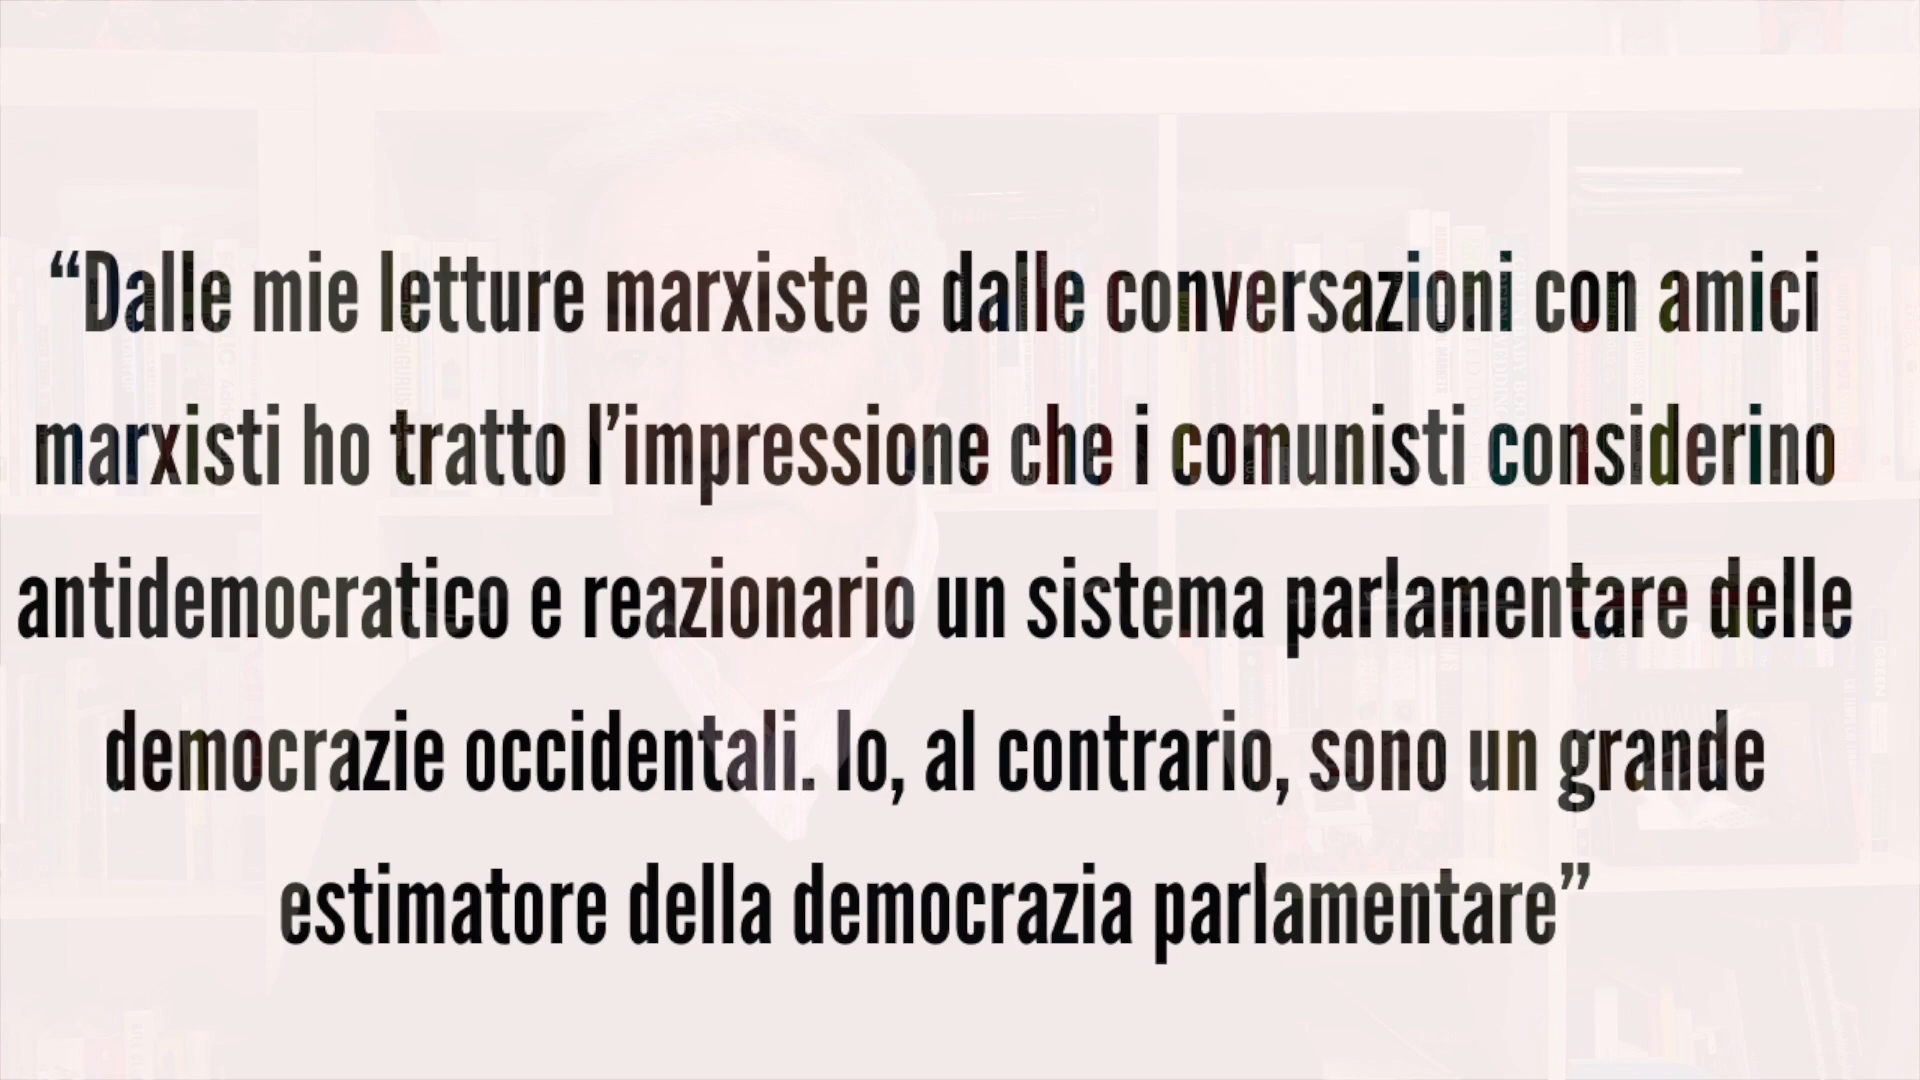 “Dalle mie letture marxiste e dalle conversazioni con amici
marxisti ho tratto l’impressione che i comunisti considerino
antidemocratico e reazionario un sistema parlamentare delle
democrazie occidentali. Io, al contrario, sono un grande
estimatore della democrazia parlamentare”